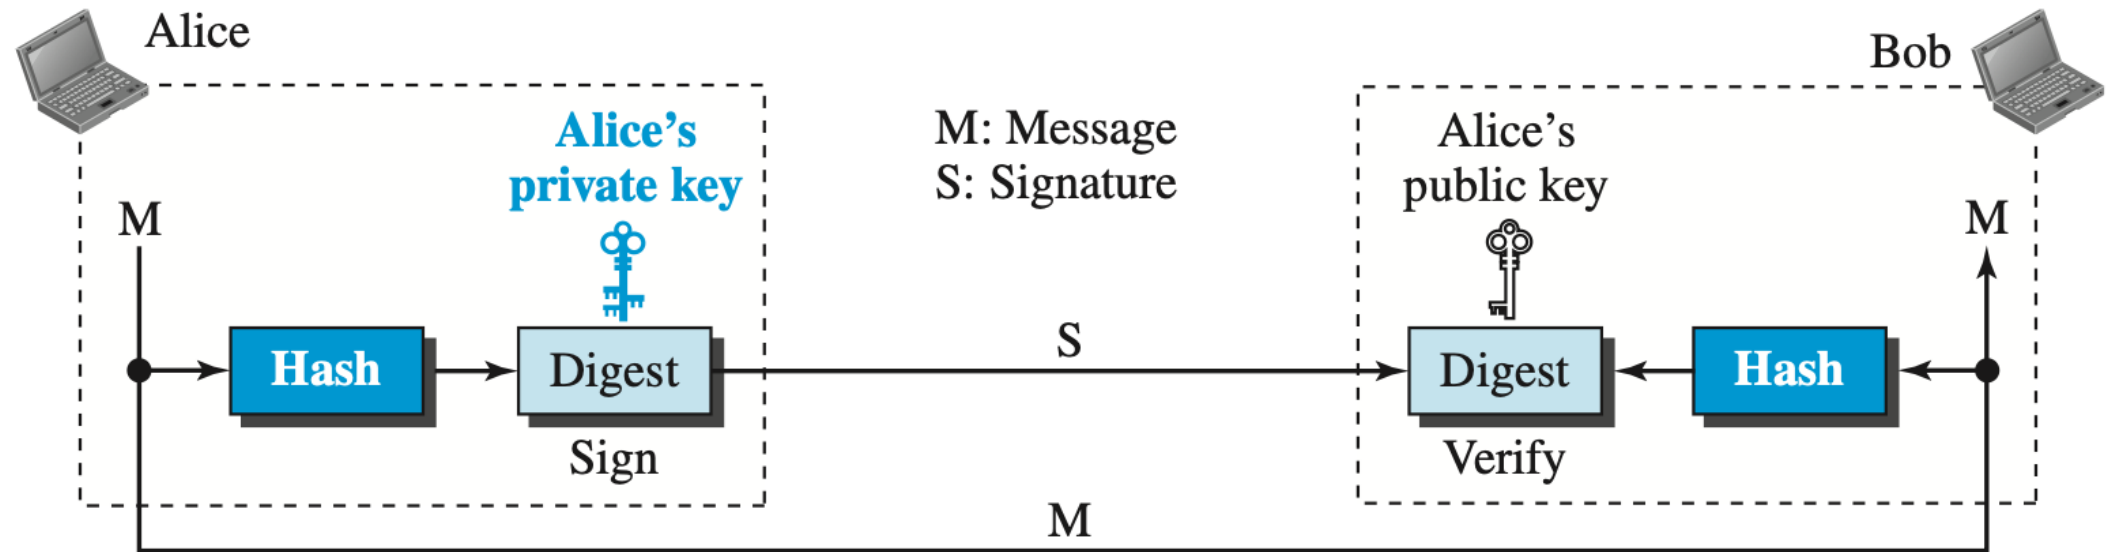 Alice
Bob
Alice's
private key
M: Message
S: Signature
Alice's
public key
M
M
Hash
Digest
S
Digest
Hash
Sign
Verify
M